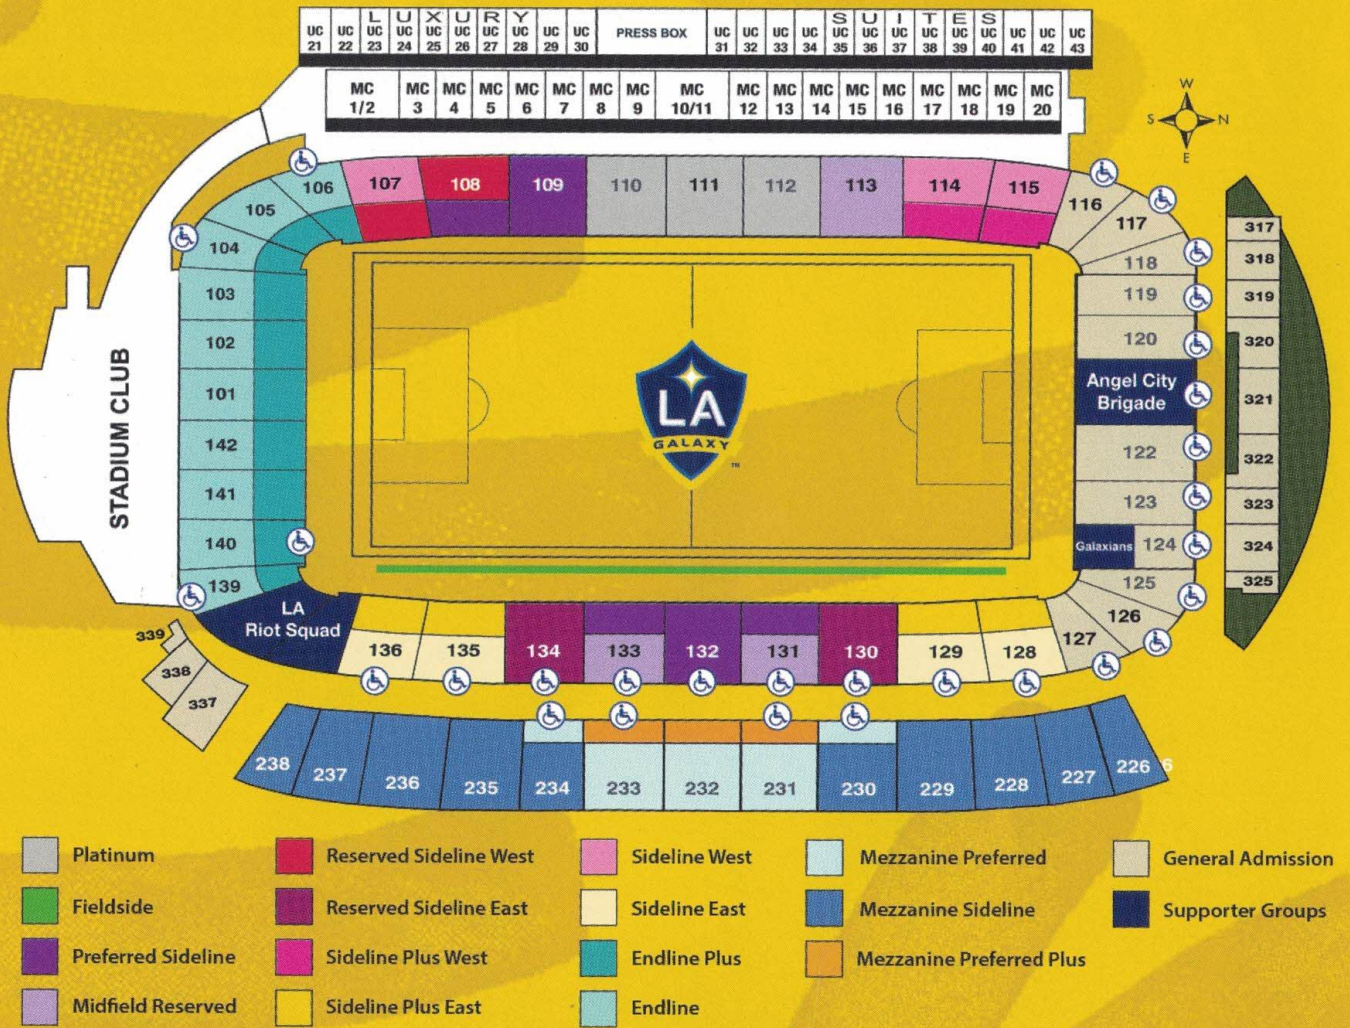 LUXURY SUITES
UC 21 UC 22 UC 23 UC 24 UC 25 UC 26 UC 27 UC 28 UC 29 UC 30 PRESS BOX UC 31 UC 32 UC 33 UC 34 UC 35 UC 36 UC 37 UC 38 UC 39 UC 40 UC 41 UC 42 UC 43
MC 1/2 MC 3 MC 4 MC 5 MC 6 MC 7 MC 8 MC 9 MC 10/11 MC 12 MC 13 MC 14 MC 15 MC 16 MC 17 MC 18 MC 19 MC 20
W
S N
E
106 107 108 109 110 111 112 113 114 115 116
105 117
104 118
103 119
102 120
101
142 122
141 123
140 124
139 125
126
127
Angel City
Brigade
Galaxians
317
318
319
320
321
322
323
324
325
STADIUM CLUB
LA
GALAXY
TM
LA
Riot Squad
136 135 134 133 132 131 130 129 128
339
338
337
238 237 236 235 234 233 232 231 230 229 228 227 226 6
Platinum
Fieldside
Preferred Sideline
Midfield Reserved
Reserved Sideline West
Reserved Sideline East
Sideline Plus West
Sideline Plus East
Sideline West
Sideline East
Endline Plus
Endline
Mezzanine Preferred
Mezzanine Sideline
Mezzanine Preferred Plus
General Admission
Supporter Groups